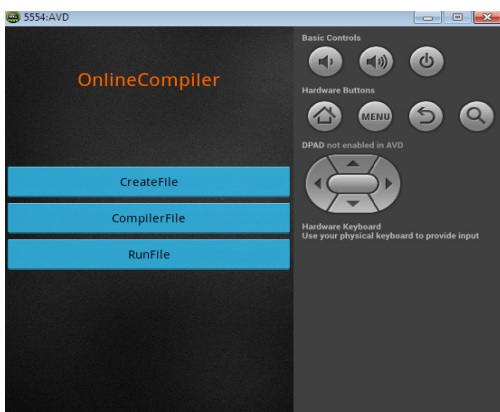 5554:AVD
OnlineCompiler
CreateFile
CompilerFile
RunFile
Basic Controls
Hardware Buttons
MENU
DPAD not enabled in AVD
Hardware Keyboard
Use your physical keyboard to provide input